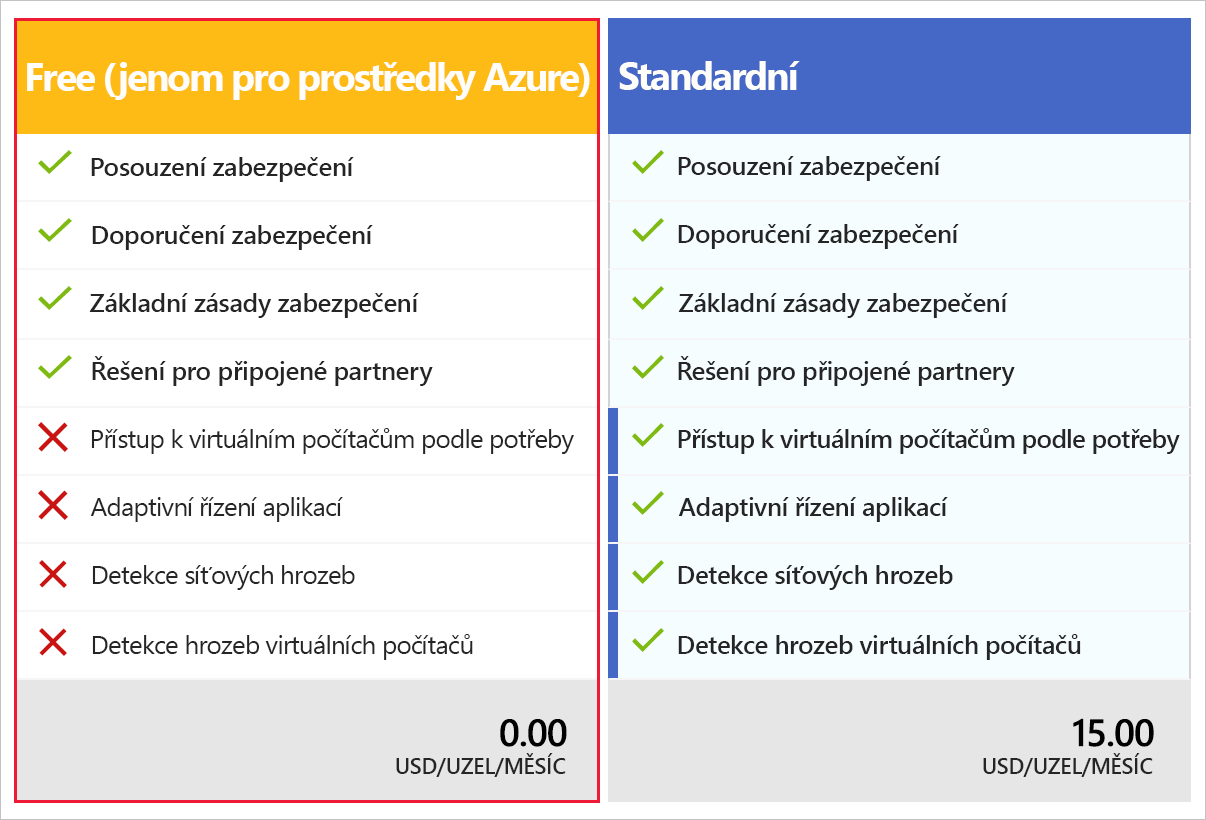 Free (jenom pro prostředky Azure)
Posouzení zabezpečení
Doporučení zabezpečení
Základní zásady zabezpečení
Řešení pro připojené partnery
Přístup k virtuálním počítačům podle potřeby
Adaptivní řízení aplikací
Detekce síťových hrozeb
Detekce hrozeb virtuálních počítačů
0.00
USD/UZEL/MĚSÍC
Standardní
Posouzení zabezpečení
Doporučení zabezpečení
Základní zásady zabezpečení
Řešení pro připojené partnery
Přístup k virtuálním počítačům podle potřeby
Adaptivní řízení aplikací
Detekce síťových hrozeb
Detekce hrozeb virtuálních počítačů
15.00
USD/UZEL/MĚSÍC